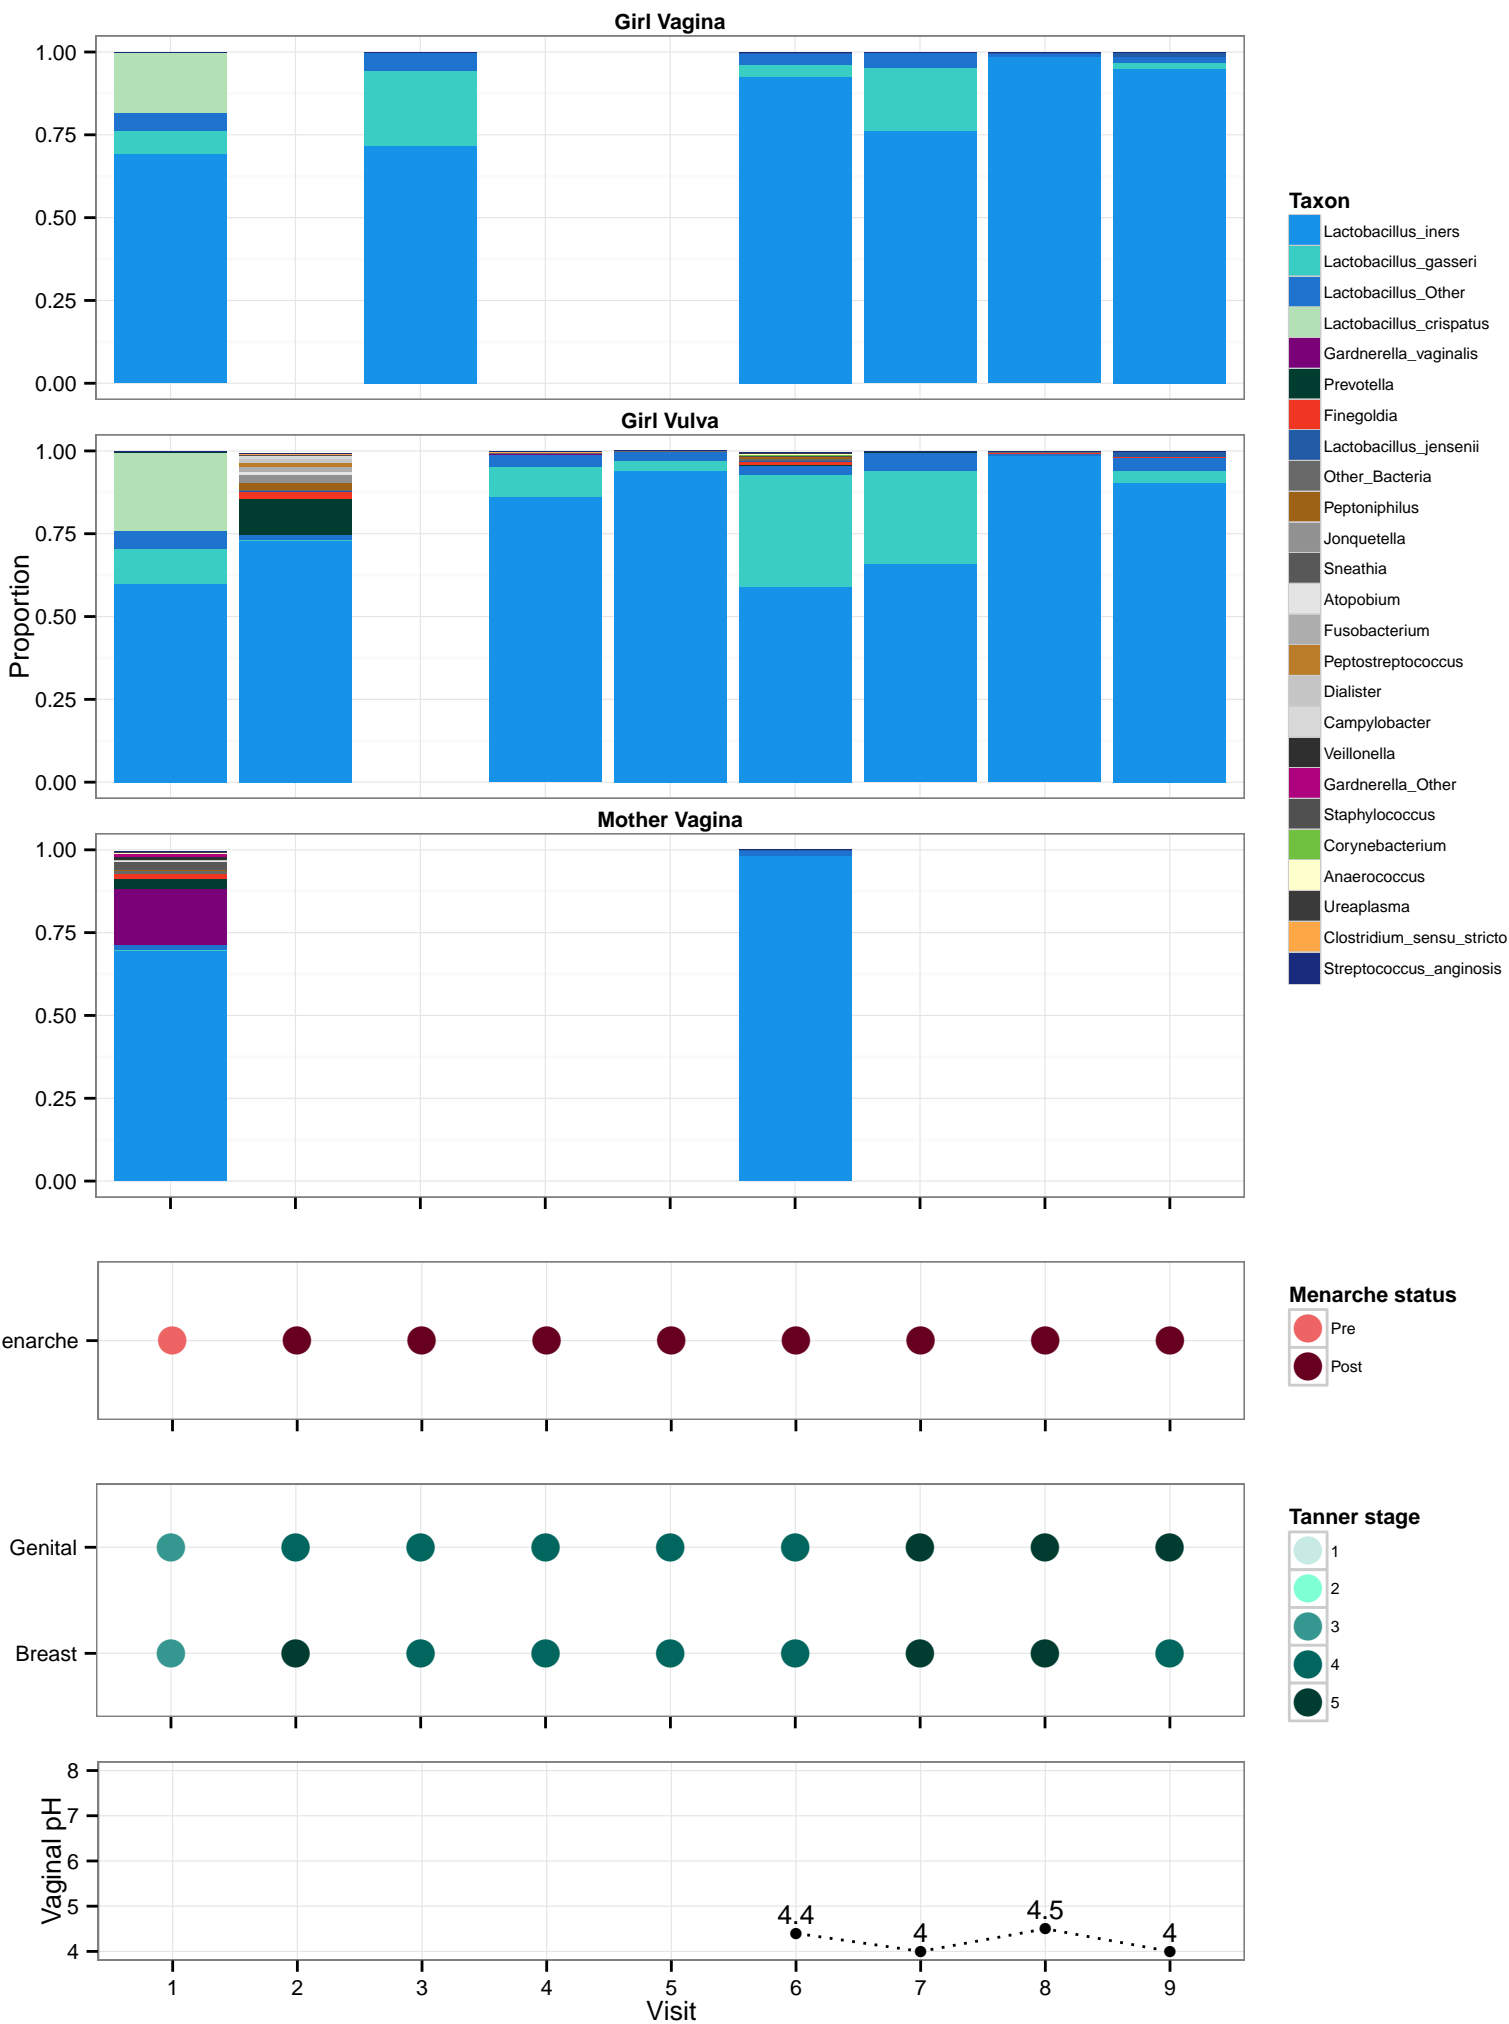 Girl Vagina
1.00
0.75
0.50
0.25
0.00
Girl Vulva
1.00
0.75
0.50
0.25
0.00
Proportion
Mother Vagina
1.00
0.75
0.50
0.25
0.00
Taxon
Lactobacillus_iners
Lactobacillus_gasseri
Lactobacillus_Other
Lactobacillus_crispatus
Gardnerella_vaginalis
Prevotella
Finegoldia
Lactobacillus_jensenii
Other_Bacteria
Peptoniphilus
Jonquetella
Sneathia
Atopobium
Fusobacterium
Peptostreptococcus
Dialister
Campylobacter
Veillonella
Gardnerella_Other
Staphylococcus
Corynebacterium
Anaerococcus
Ureaplasma
Clostridium_sensu_stricto
Streptococcus_anginosis
enarche
Menarche status
Pre
Post
Genital
Breast
Tanner stage
1
2
3
4
5
Vaginal pH
8
7
6
5
4
4.4
4
4.5
4
1 2 3 4 5 6 7 8 9
Visit